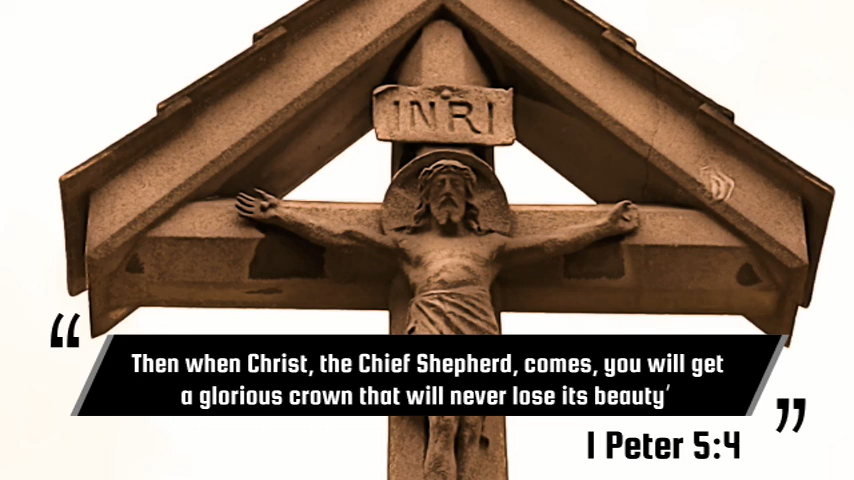 INRI
“
Then when Christ, the Chief Shepherd, comes, you will get
a glorious crown that will never lose its beauty’
”
I Peter 5:4